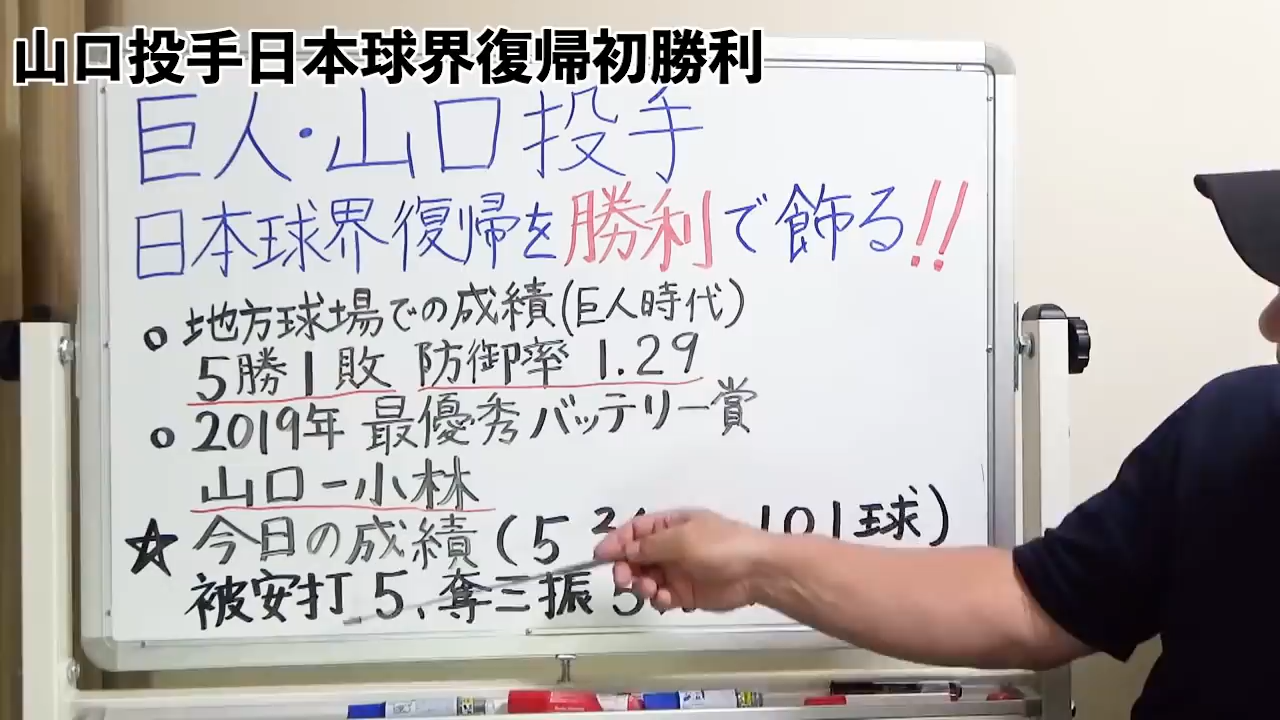 山口投手日本球界復帰初勝利
巨人・山口投手
日本球界復帰を勝利で飾る!!
地方球場での成績(巨人時代)
5勝1敗 防御率 1.29
2019年 最優秀バッテリー賞
山口-小林
☆今日の成績(5 101球)
被安打5、奪三振5